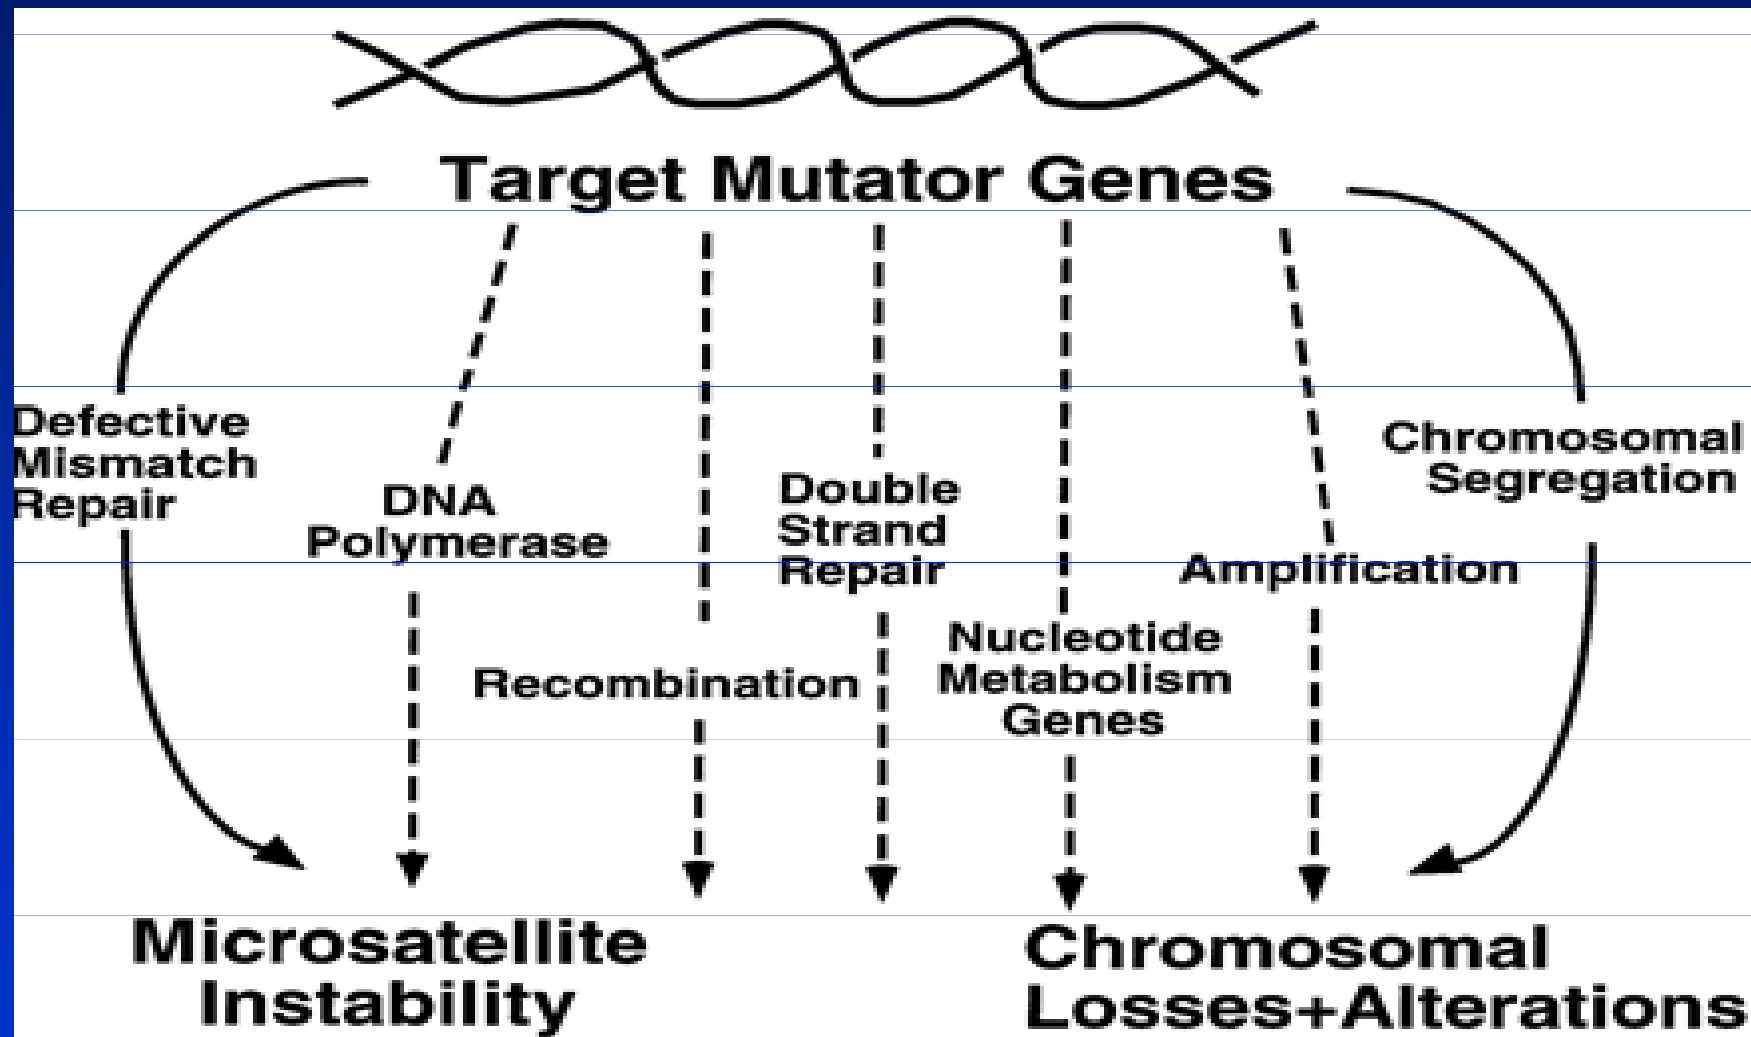 Target Mutator Genes
Defective
Mismatch
Repair
DNA
Polymerase
Recombination
Double
Strand
Repair
Nucleotide
Metabolism
Genes
Amplification
Chromosomal
Segregation
Microsatellite
Instability
Chromosomal
Losses+Alterations